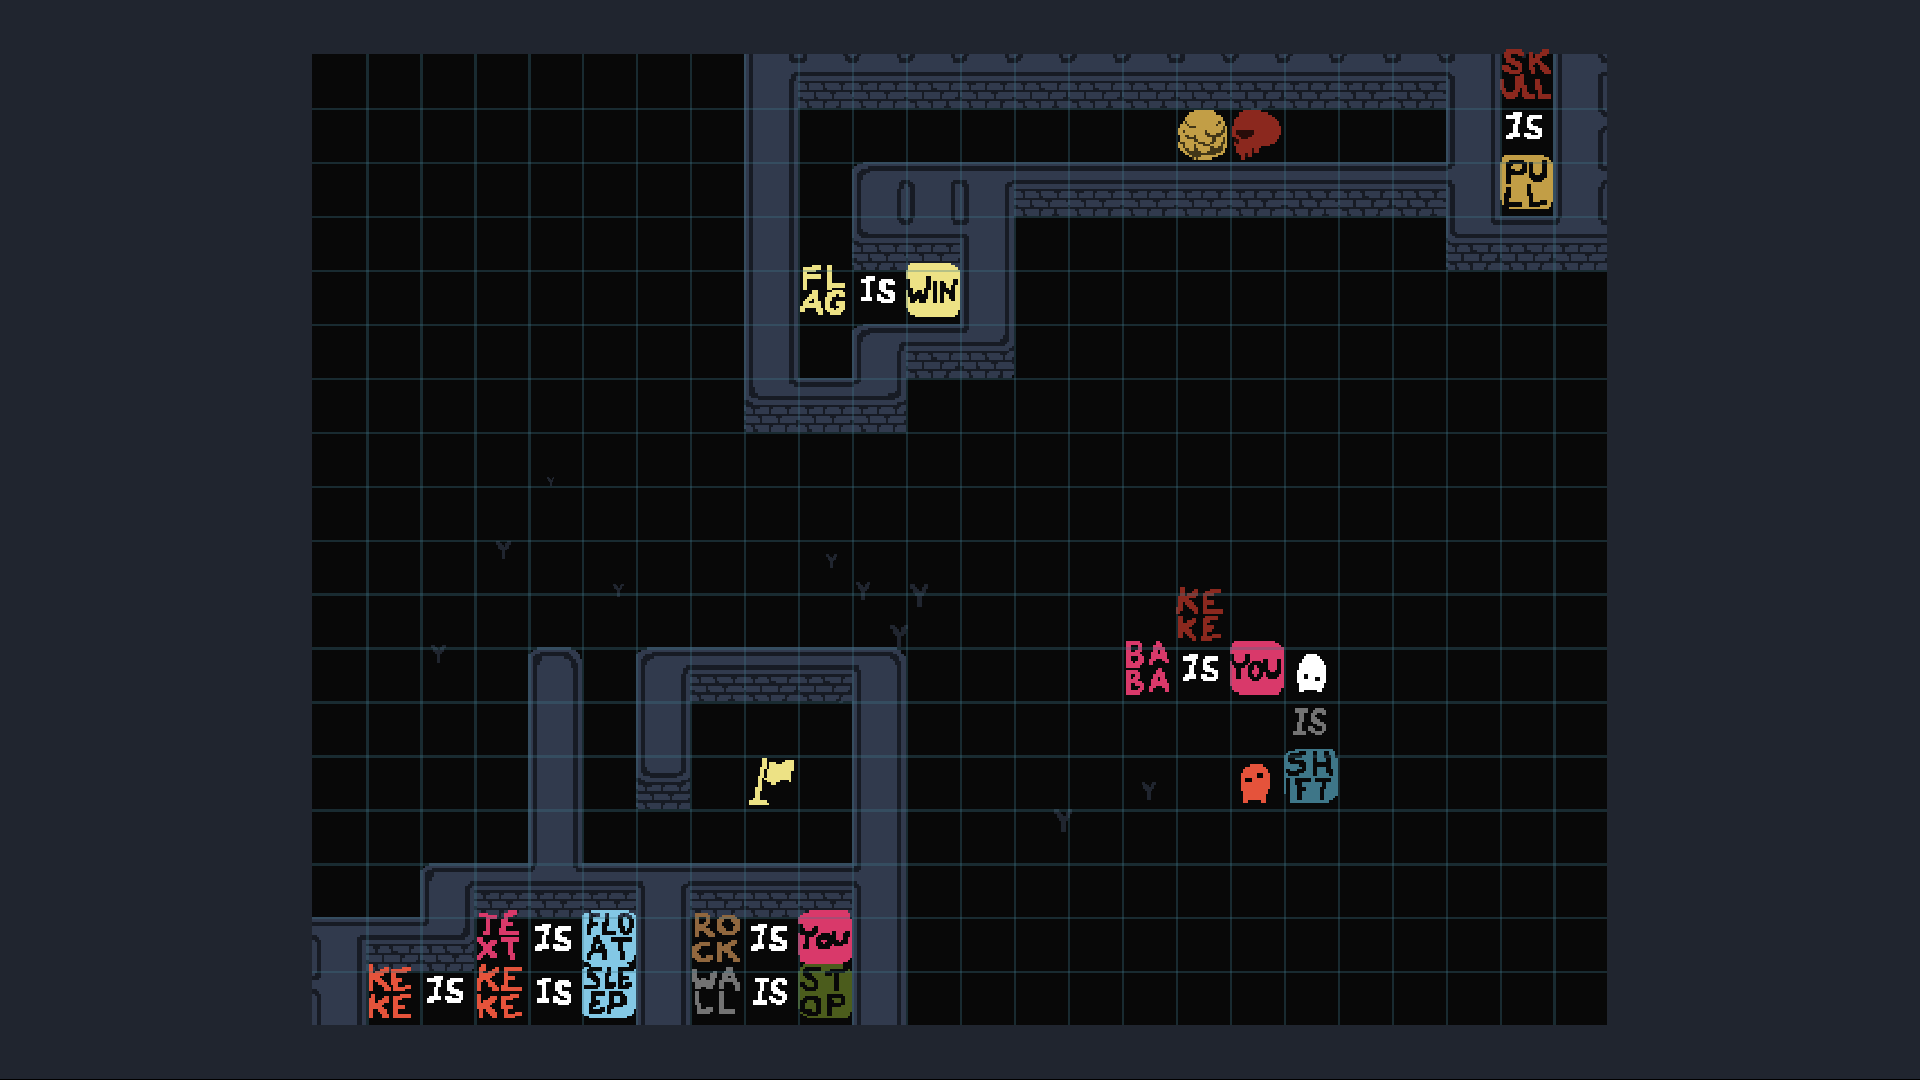 SKULL
IS
PULL
FLAG IS WIN
KEKE
BABA IS YOU
IS
SHIFT
TEXT IS FLOAT ROCK IS YOU
KEKE IS KEKE IS SLEEP WALL IS STOP